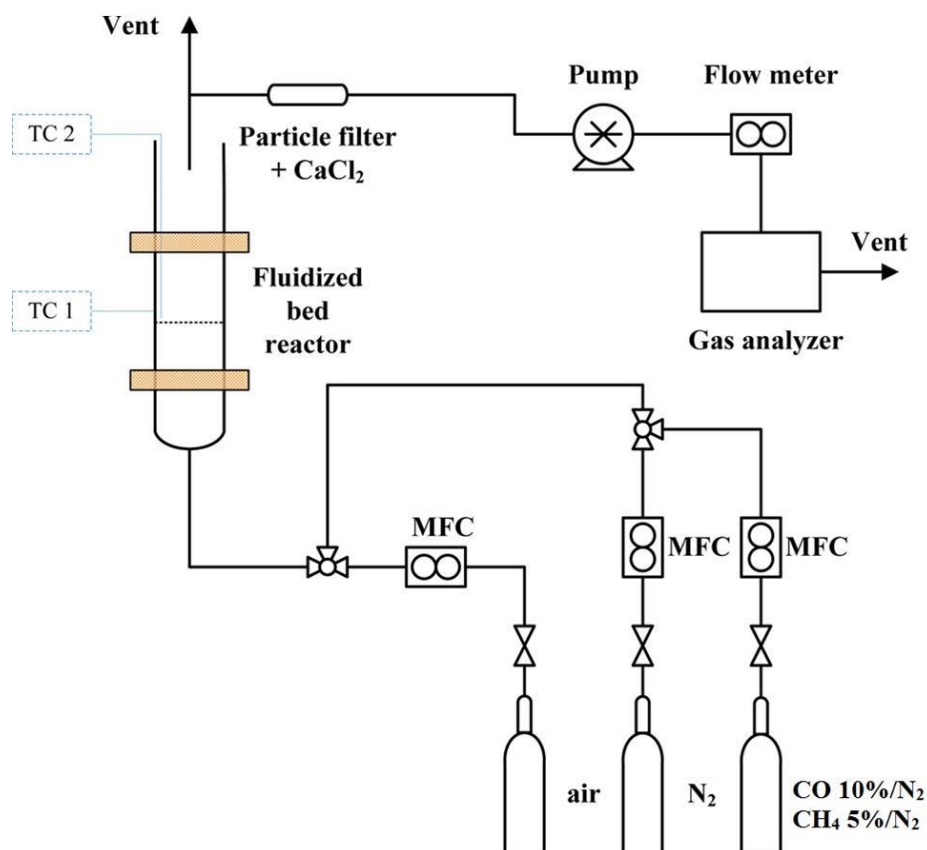 Vent
Pump
Flow meter
TC 2
Particle filter
+ CaCl₂
Vent
TC 1
Fluidized
bed
reactor
Gas analyzer
MFC
MFC
MFC
air
N₂
CO 10%/N₂
CH₄ 5%/N₂